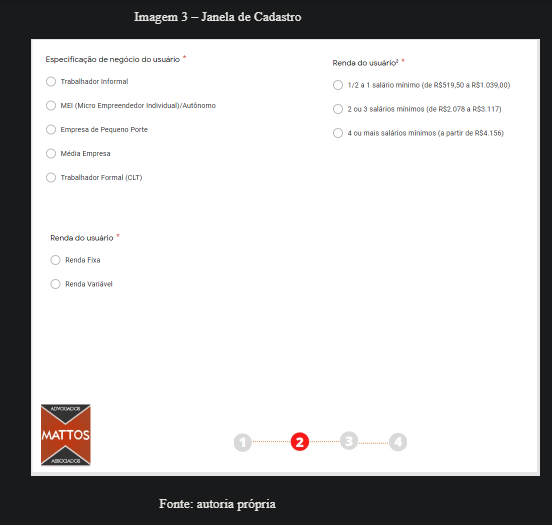 Imagem 3 – Janela de Cadastro
Especificação de negócio do usuário *
Trabalhador Informal
MEI (Micro Empreendedor Individual)/Autônomo
Empresa de Pequeno Porte
Média Empresa
Trabalhador Formal (CLT)
Renda do usuário² *
1/2 a 1 salário mínimo (de R$519,50 a R$1.039,00)
2 ou 3 salários mínimos (de R$2.078 a R$3.117)
4 ou mais salários mínimos (a partir de R$4.156)
Renda do usuário *
Renda Fixa
Renda Variável
ADVOGADOS
MATTOS
ASSOCIADOS
1 2 3 4
Fonte: autoria própria